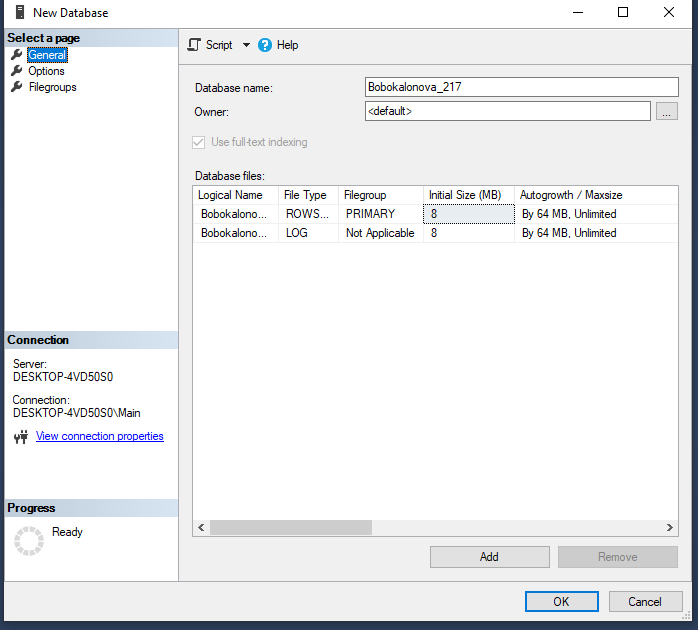 New Database
Select a page
General
Options
Filegroups
Script
Help
Database name:
Bobokalonova_217
Owner:
<default>
...
Use full-text indexing
Database files:
Logical Name File Type Filegroup Initial Size (MB) Autogrowth / Maxsize
Bobokalono... ROWS... PRIMARY 8 By 64 MB, Unlimited
Bobokalono... LOG Not Applicable 8 By 64 MB, Unlimited
Connection
Server:
DESKTOP-4VD50S0
Connection:
DESKTOP-4VD50S0\Main
View connection properties
Progress
Ready
Add Remove
OK Cancel